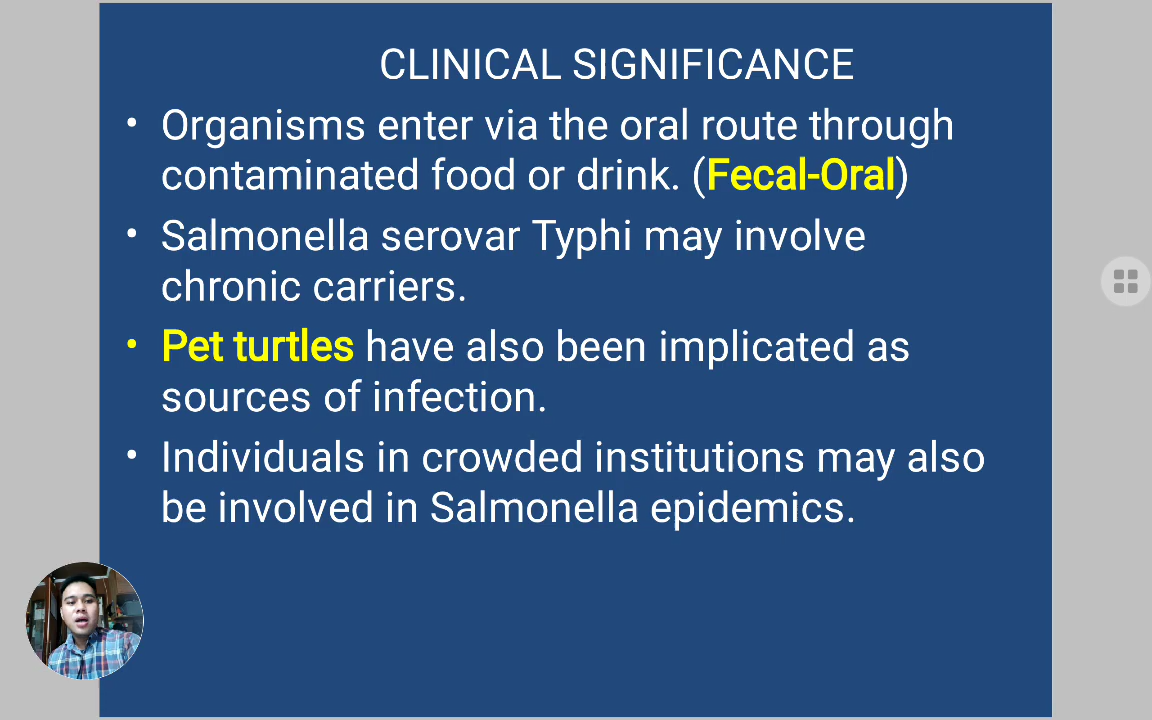 CLINICAL SIGNIFICANCE
• Organisms enter via the oral route through
contaminated food or drink. (Fecal-Oral)
• Salmonella serovar Typhi may involve
chronic carriers.
• Pet turtles have also been implicated as
sources of infection.
• Individuals in crowded institutions may also
be involved in Salmonella epidemics.